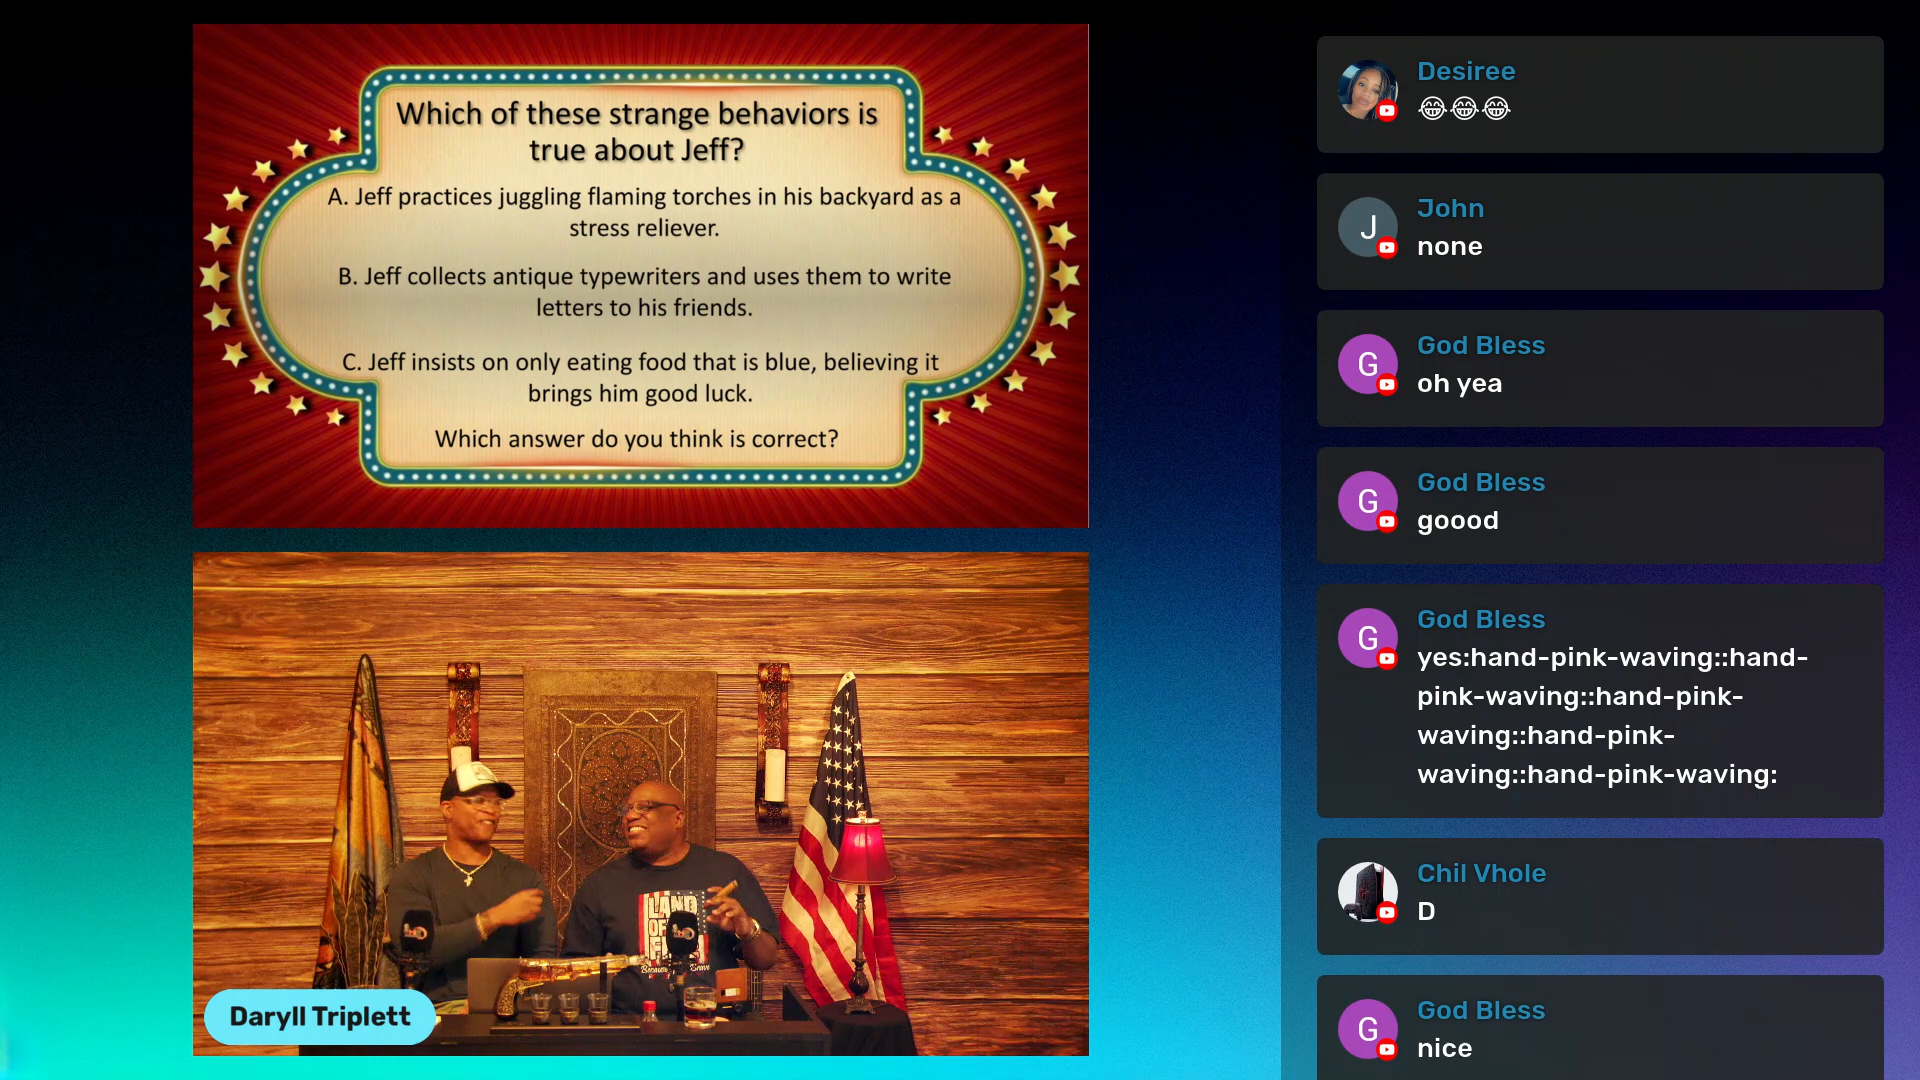 Which of these strange behaviors is
true about Jeff?
A. Jeff practices juggling flaming torches in his backyard as a
stress reliever.
B. Jeff collects antique typewriters and uses them to write
letters to his friends.
C. Jeff insists on only eating food that is blue, believing it
brings him good luck.
Which answer do you think is correct?
LAND
OF
Daryll Triplett
Desiree
😂😂😂
J
John
none
G
God Bless
oh yea
G
God Bless
goood
G
God Bless
yes:hand-pink-waving::hand-
pink-waving::hand-pink-
waving::hand-pink-
waving::hand-pink-waving:
Chil Vhole
D
G
God Bless
nice